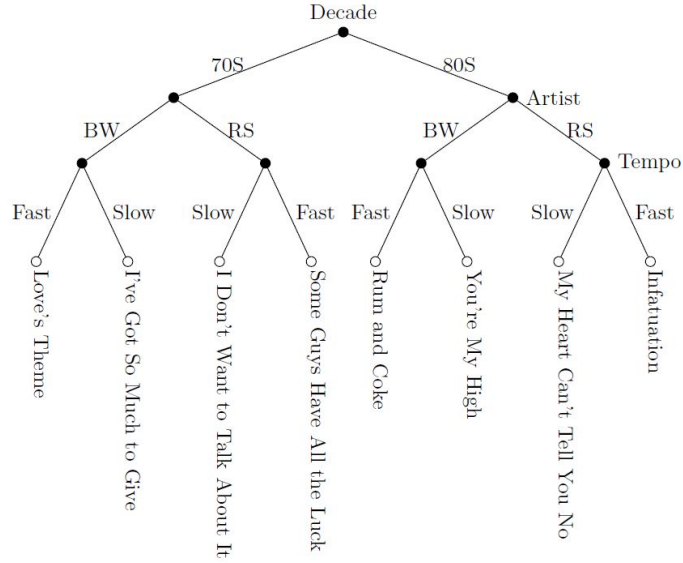 Decade
70S
80S
Artist
BW
RS
BW
RS
Tempo
Fast
Slow
Slow
Fast
Fast
Slow
Slow
Fast
Love's Theme
I've Got So Much to Give
I Don't Want to Talk About It
Some Guys Have All the Luck
Rum and Coke
You're My High
My Heart Can't Tell You No
Infatuation